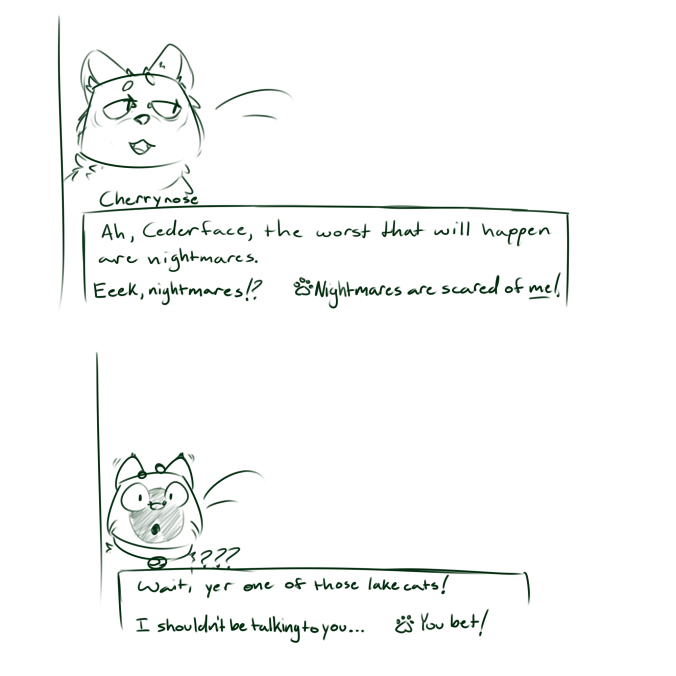 Cherrynose
Ah, Cederface, the worst that will happen
are nightmares.
Eeek, nightmares!? Nightmares are scared of me!
???
Wait, yer one of those lake cats!
I shouldn't be talking to you... You bet!